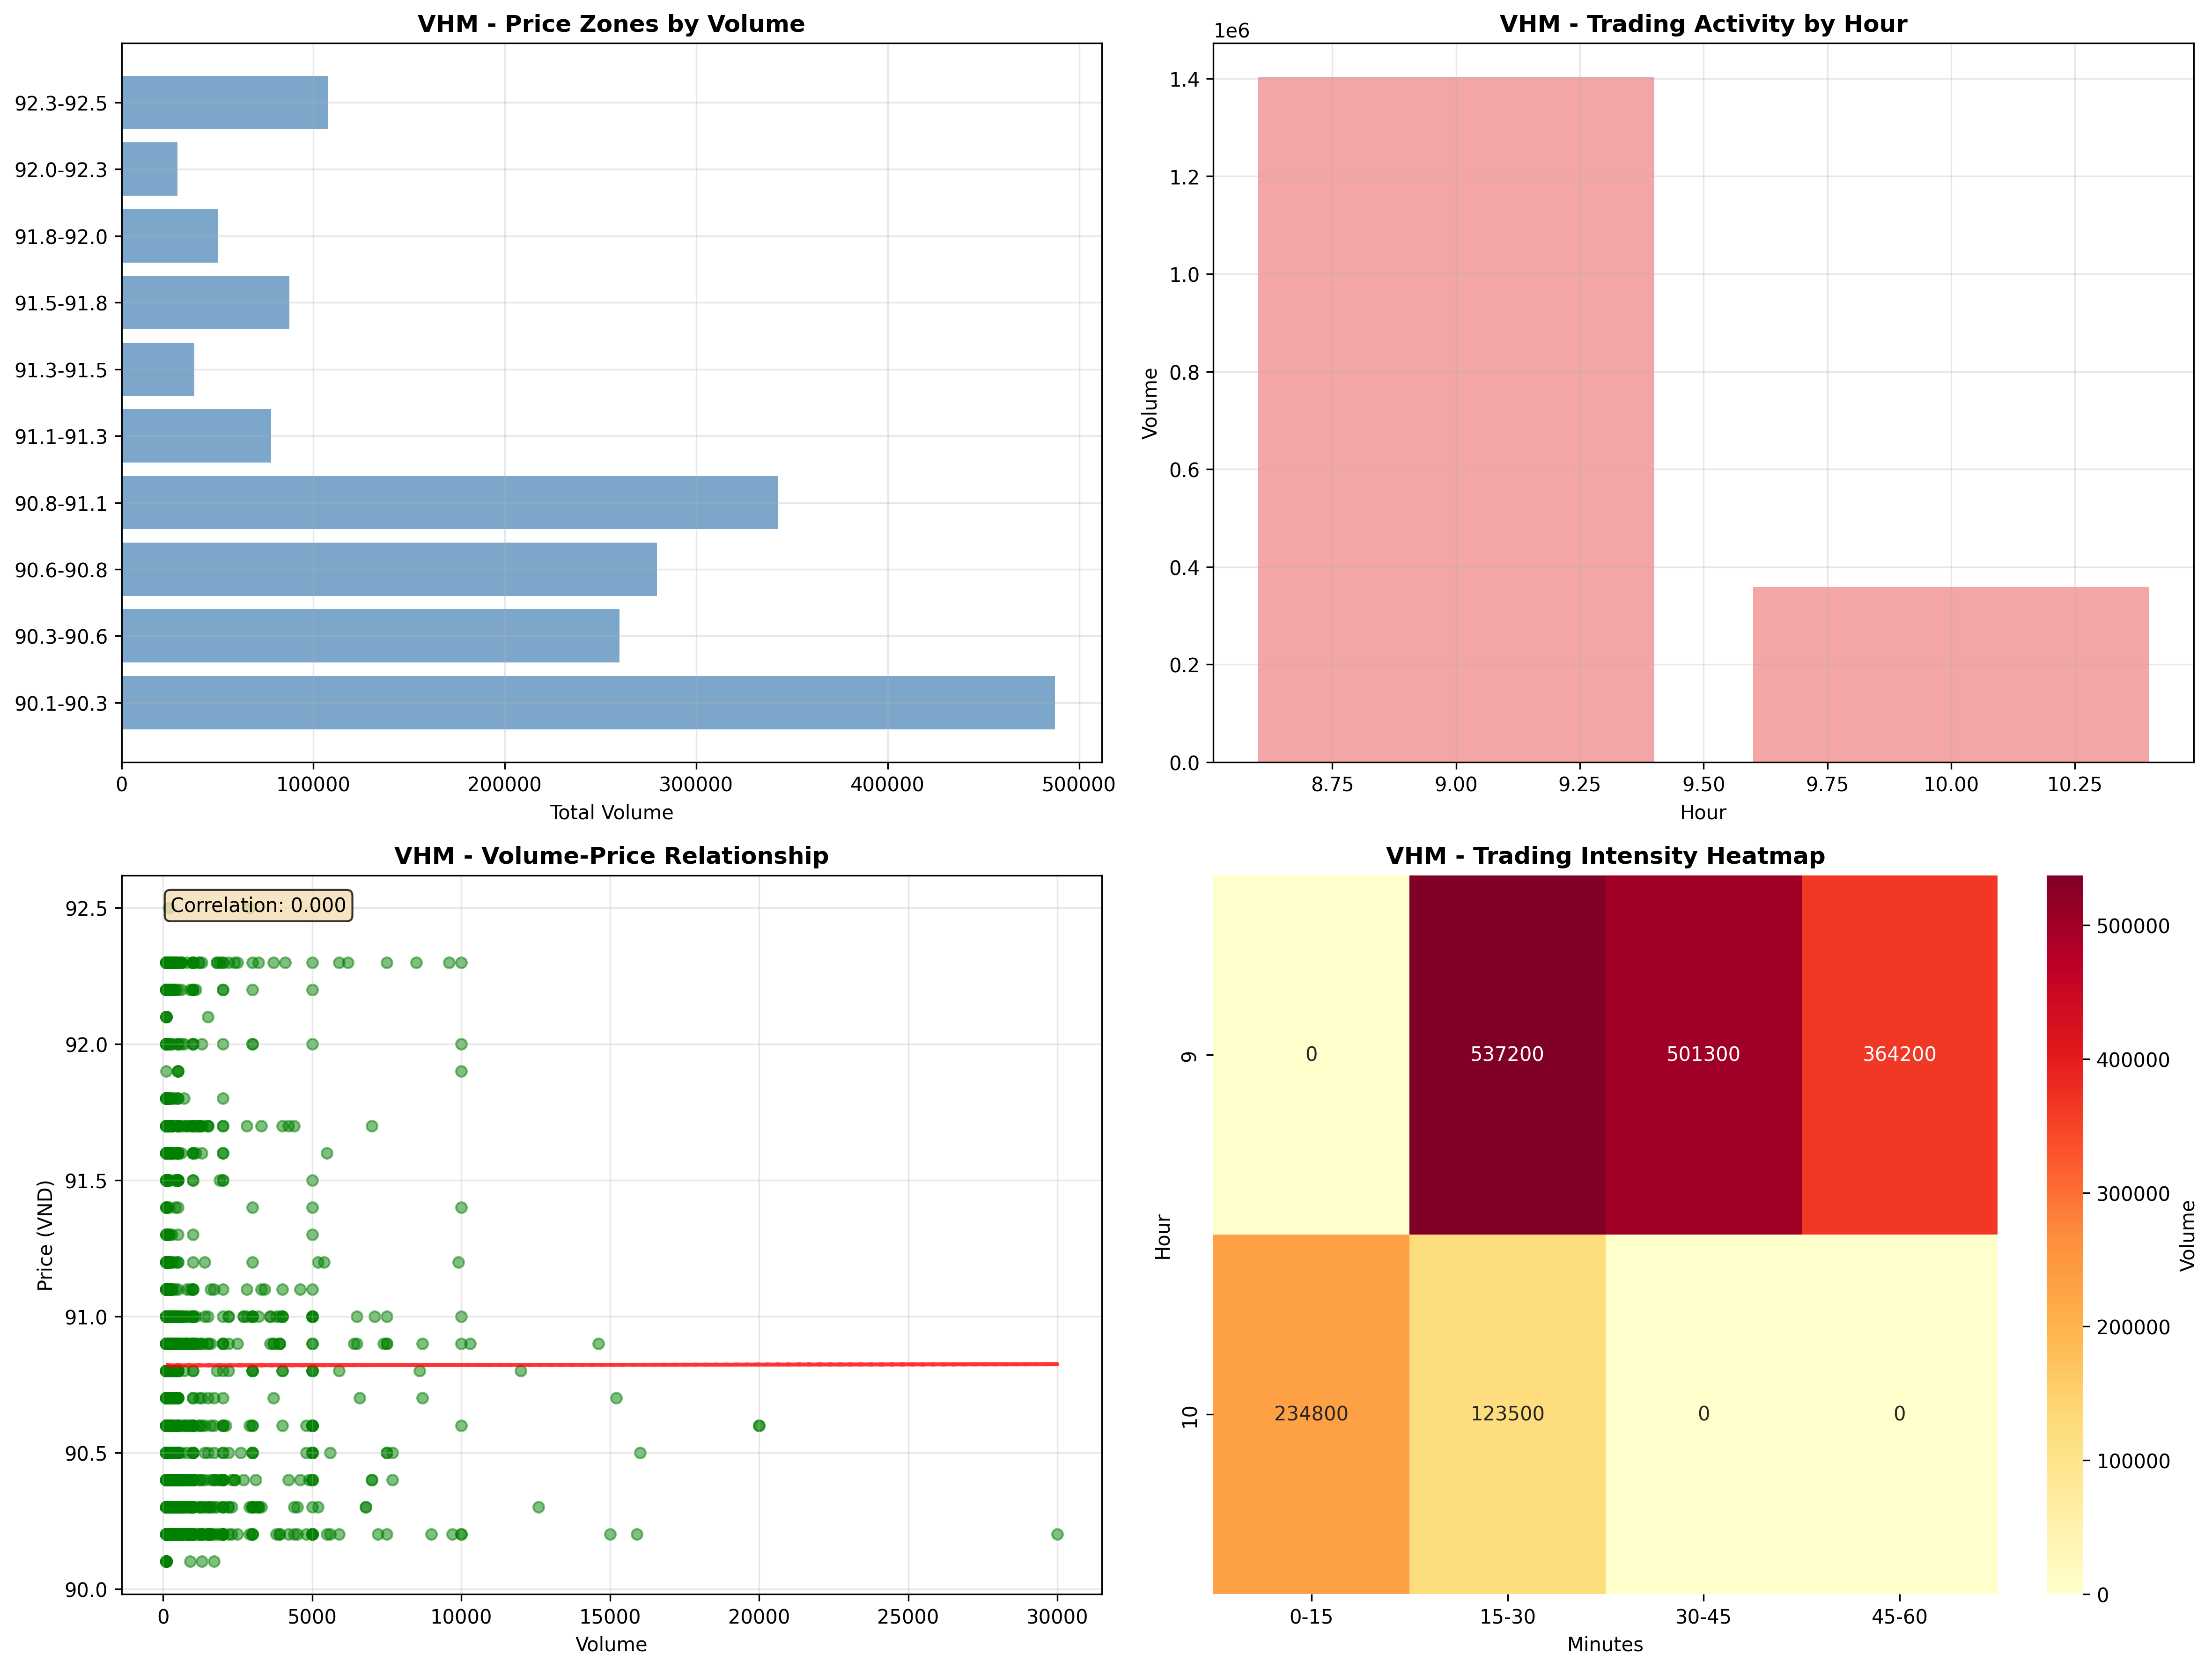 VHM - Price Zones by Volume
92.3-92.5
92.0-92.3
91.8-92.0
91.5-91.8
91.3-91.5
91.1-91.3
90.8-91.1
90.6-90.8
90.3-90.6
90.1-90.3
0 100000 200000 300000 400000 500000
Total Volume
VHM - Trading Activity by Hour
1e6
1.4
1.2
1.0
0.8
0.6
0.4
0.2
0.0
Volume
8.75 9.00 9.25 9.50 9.75 10.00 10.25
Hour
VHM - Volume-Price Relationship
Correlation: 0.000
92.5
92.0
91.5
91.0
90.5
90.0
Price (VND)
0 5000 10000 15000 20000 25000 30000
Volume
VHM - Trading Intensity Heatmap
9
0 537200 501300 364200
Hour
10
234800 123500 0 0
0-15 15-30 30-45 45-60
Minutes
500000
400000
300000
200000
100000
0
Volume